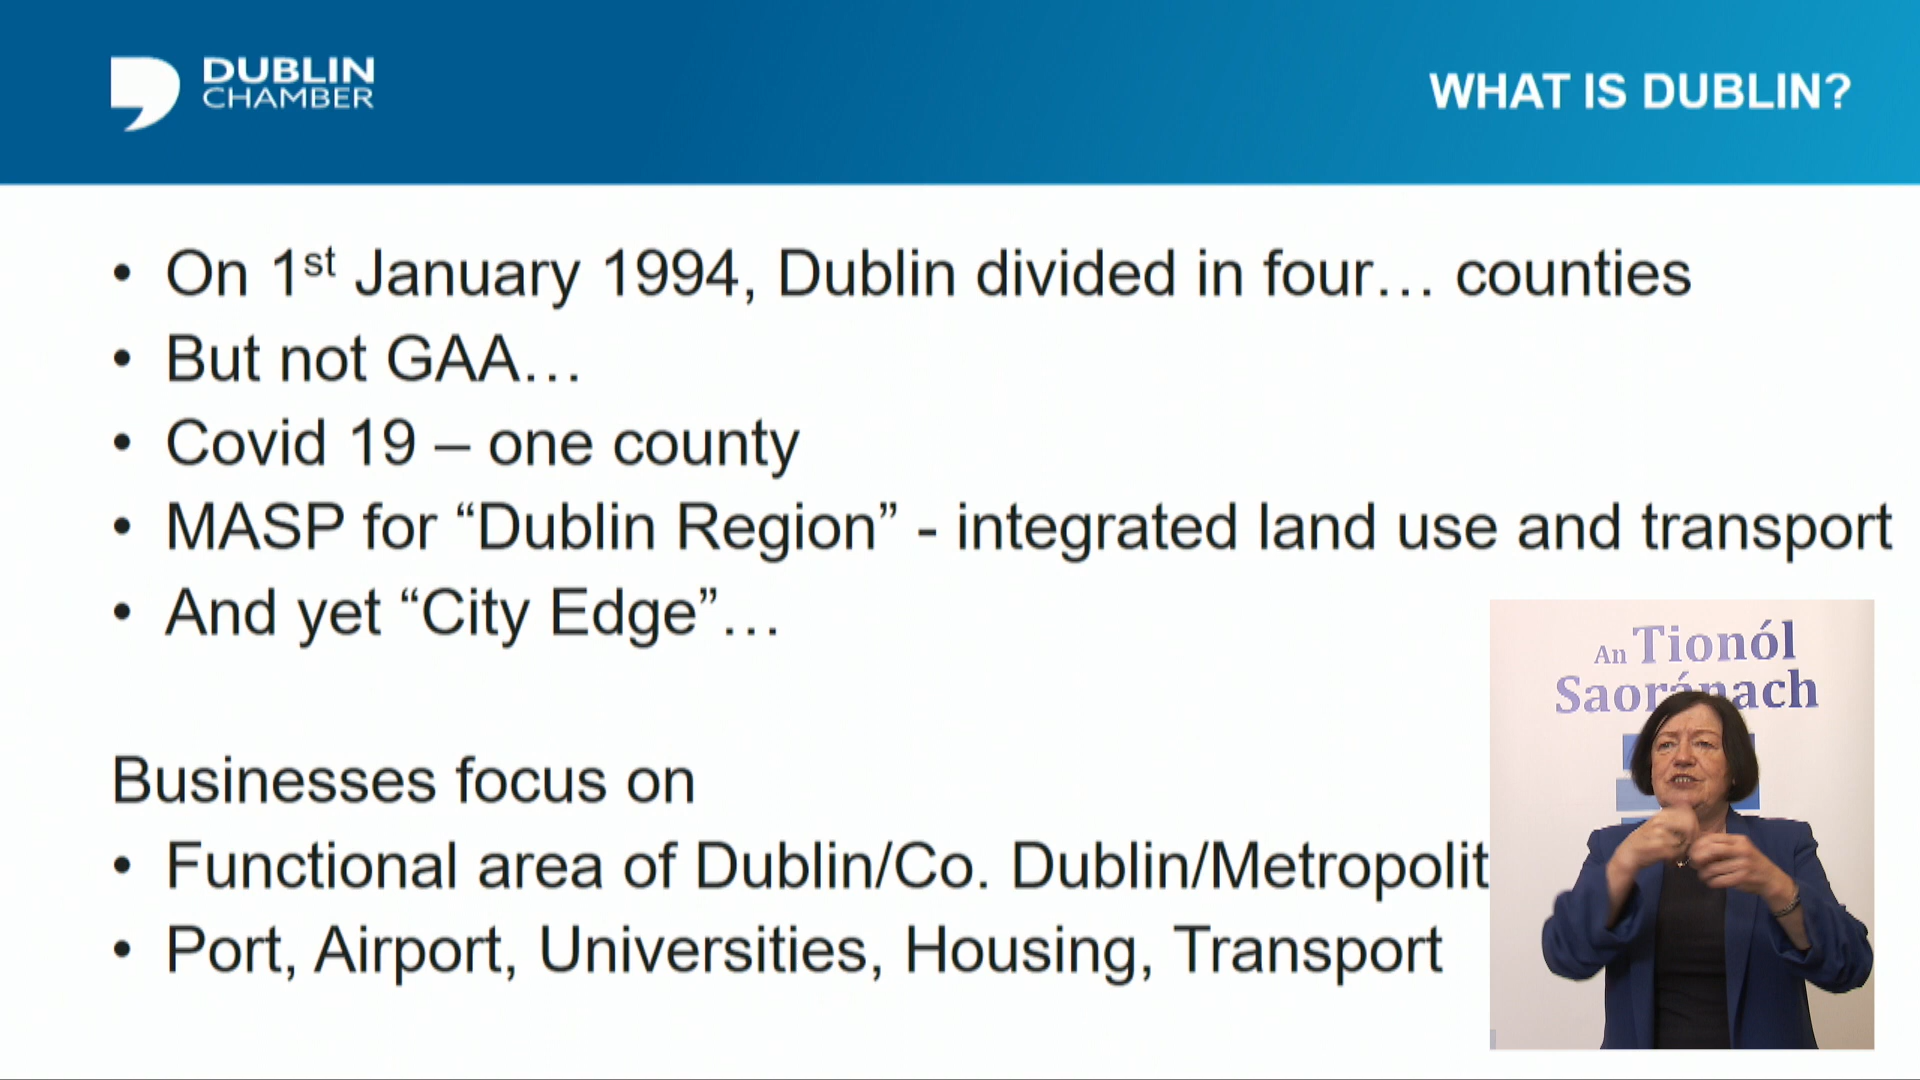 DUBLIN
CHAMBER
WHAT IS DUBLIN?
• On 1st January 1994, Dublin divided in four… counties
• But not GAA…
• Covid 19 – one county
• MASP for “Dublin Region” - integrated land use and transport
• And yet “City Edge”…
Businesses focus on
• Functional area of Dublin/Co. Dublin/Metropolit
• Port, Airport, Universities, Housing, Transport
An Tionól
Saoránach